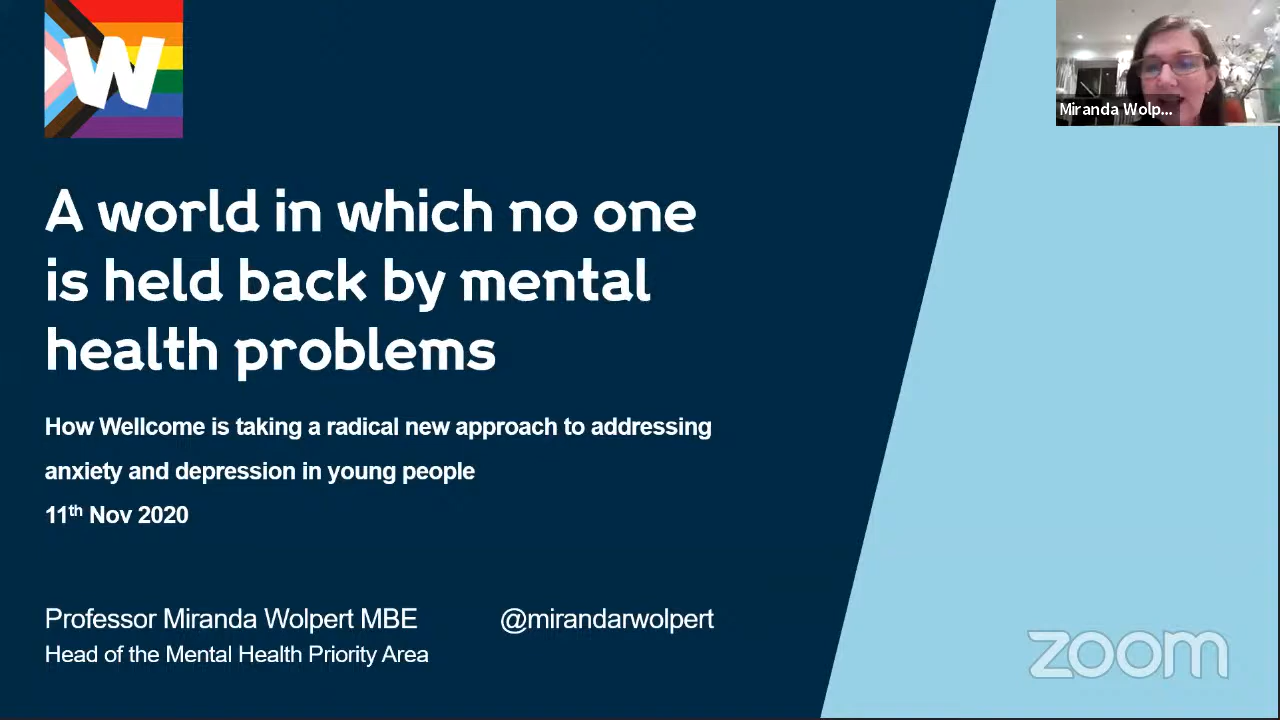 W
Miranda Wolp...
A world in which no one
is held back by mental
health problems
How Wellcome is taking a radical new approach to addressing
anxiety and depression in young people
11th Nov 2020
Professor Miranda Wolpert MBE
@mirandarwolpert
Head of the Mental Health Priority Area
zoom